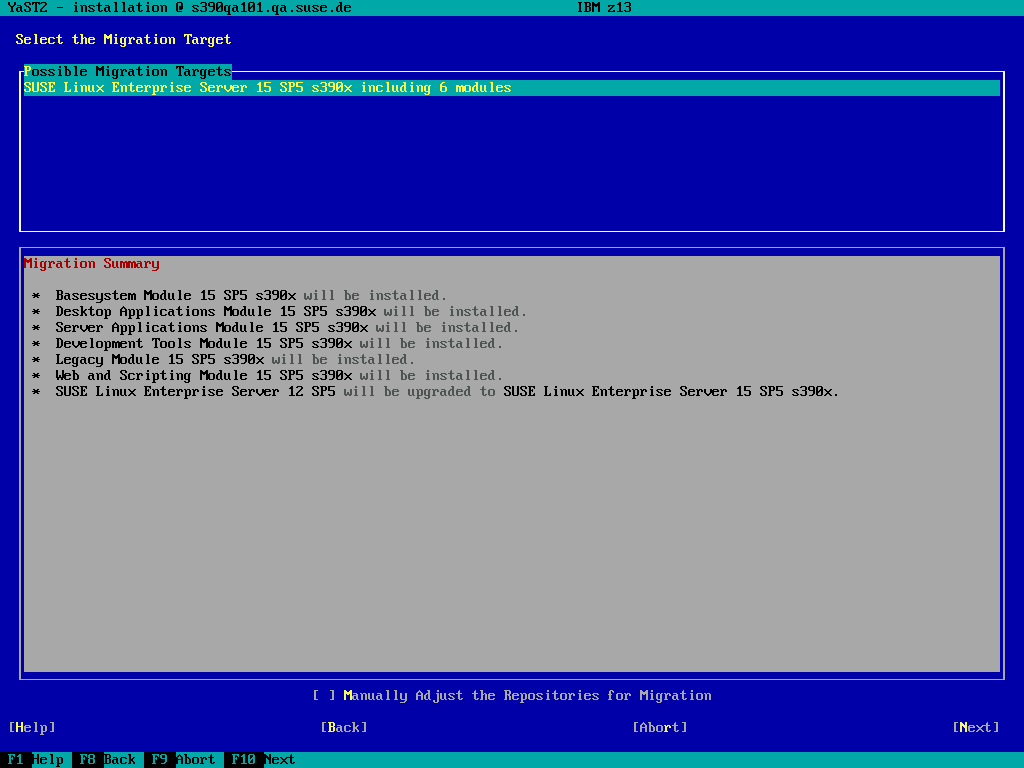 YaST2 - installation @ s390qa101.qa.suse.de IBM z13
Select the Migration Target
Possible Migration Targets
SUSE Linux Enterprise Server 15 SP5 s390x including 6 modules
Migration Summary
* Basesystem Module 15 SP5 s390x will be installed.
* Desktop Applications Module 15 SP5 s390x will be installed.
* Server Applications Module 15 SP5 s390x will be installed.
* Development Tools Module 15 SP5 s390x will be installed.
* Legacy Module 15 SP5 s390x will be installed.
* Web and Scripting Module 15 SP5 s390x will be installed.
* SUSE Linux Enterprise Server 12 SP5 will be upgraded to SUSE Linux Enterprise Server 15 SP5 s390x.
[ ] Manually Adjust the Repositories for Migration
[Help] [Back] [Abort] [Next]
F1 Help F8 Back F9 Abort F10 Next